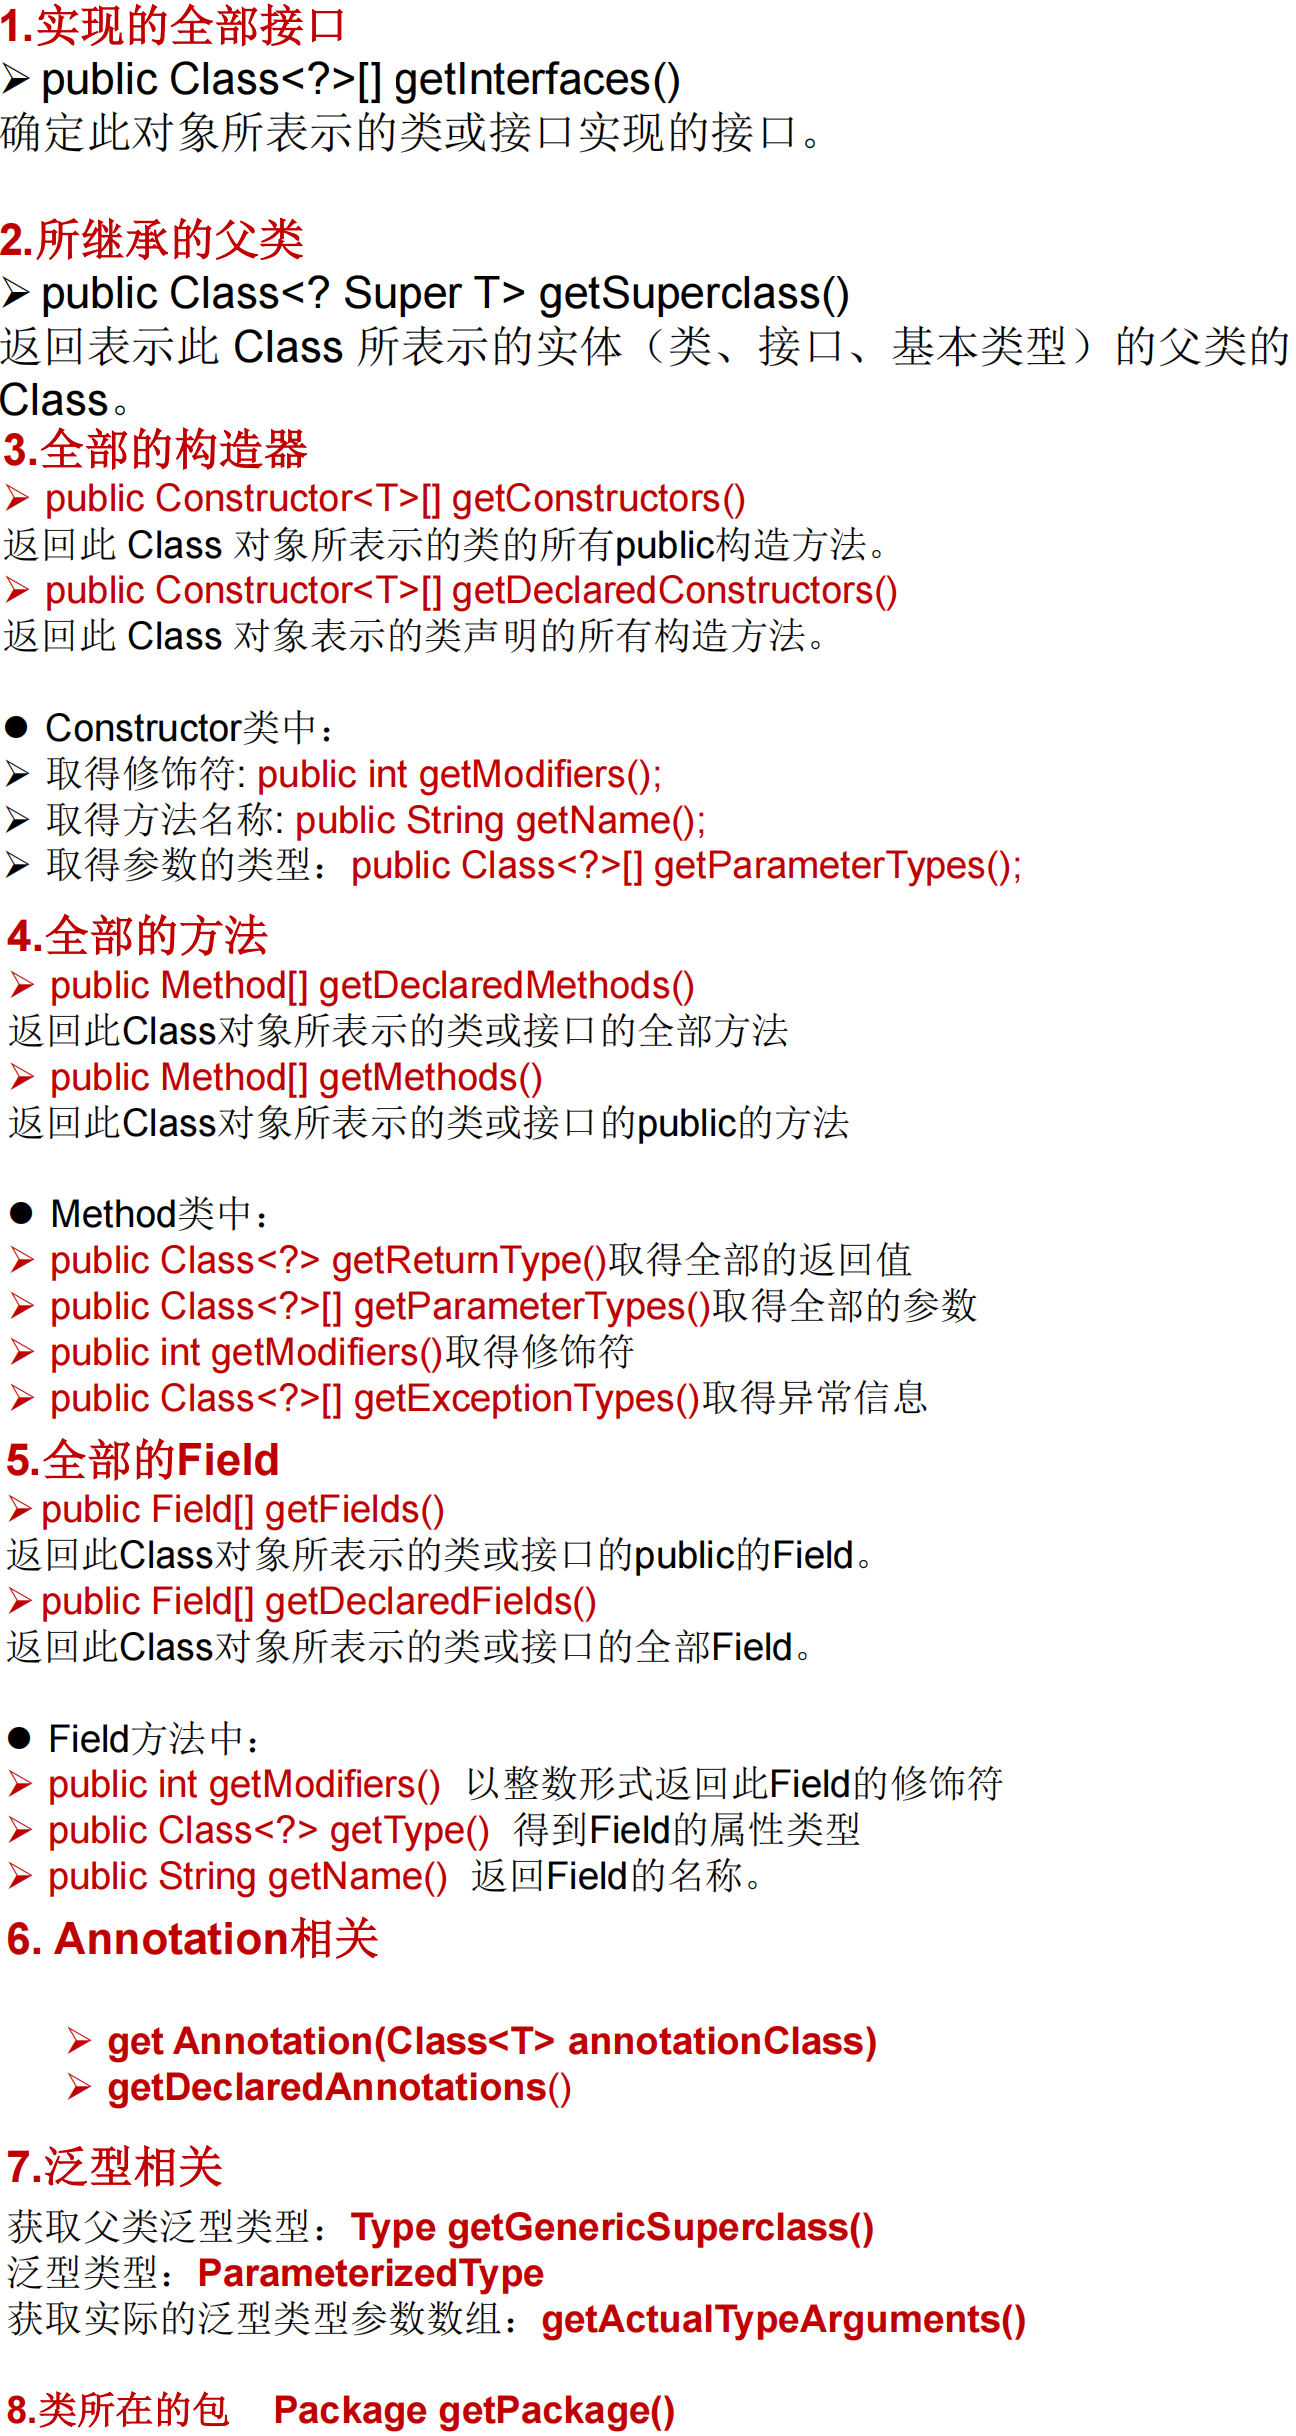 1.实现的全部接口
➢ public Class<?>[] getInterfaces()
确定此对象所表示的类或接口实现的接口。
2.所继承的父类
➢ public Class<? Super T> getSuperclass()
返回表示此 Class 所表示的实体（类、接口、基本类型）的父类的
Class。
3.全部的构造器
➢ public Constructor<T>[] getConstructors()
返回此 Class 对象所表示的类的所有public构造方法。
➢ public Constructor<T>[] getDeclaredConstructors()
返回此 Class 对象表示的类声明的所有构造方法。
● Constructor类中：
➢ 取得修饰符: public int getModifiers();
➢ 取得方法名称: public String getName();
➢ 取得参数的类型：public Class<?>[] getParameterTypes();
4.全部的方法
➢ public Method[] getDeclaredMethods()
返回此Class对象所表示的类或接口的全部方法
➢ public Method[] getMethods()
返回此Class对象所表示的类或接口的public的方法
● Method类中：
➢ public Class<?> getReturnType()取得全部的返回值
➢ public Class<?>[] getParameterTypes()取得全部的参数
➢ public int getModifiers()取得修饰符
➢ public Class<?>[] getExceptionTypes()取得异常信息
5.全部的Field
➢ public Field[] getFields()
返回此Class对象所表示的类或接口的public的Field。
➢ public Field[] getDeclaredFields()
返回此Class对象所表示的类或接口的全部Field。
● Field方法中：
➢ public int getModifiers() 以整数形式返回此Field的修饰符
➢ public Class<?> getType() 得到Field的属性类型
➢ public String getName() 返回Field的名称。
6. Annotation相关
➢ get Annotation(Class<T> annotationClass)
➢ getDeclaredAnnotations()
7.泛型相关
获取父类泛型类型：Type getGenericSuperclass()
泛型类型：ParameterizedType
获取实际的泛型类型参数数组：getActualTypeArguments()
8.类所在的包 Package getPackage()